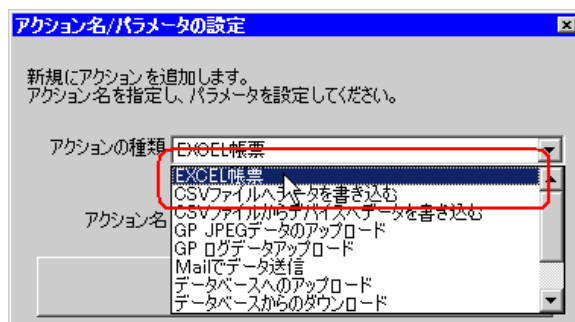 アクション名/パラメータの設定
新規にアクションを追加します。
アクション名を指定し、パラメータを設定してください。
アクションの種類 EXCEL帳票
EXCEL帳票
CSVファイルへデータを書き込む
アクション名 CSVファイルからデバイスへデータを書き込む
GP JPEGデータのアップロード
GP ログデータアップロード
Mailでデータ送信
データベースへのアップロード
データベースからのダウンロード